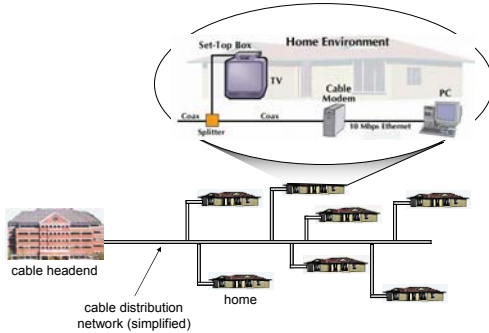 Home Environment
Set-Top Box
TV
Cable
Modem
PC
Coax
Splitter
Coax
10 Mbps Ethernet
cable headend
home
cable distribution
network (simplified)